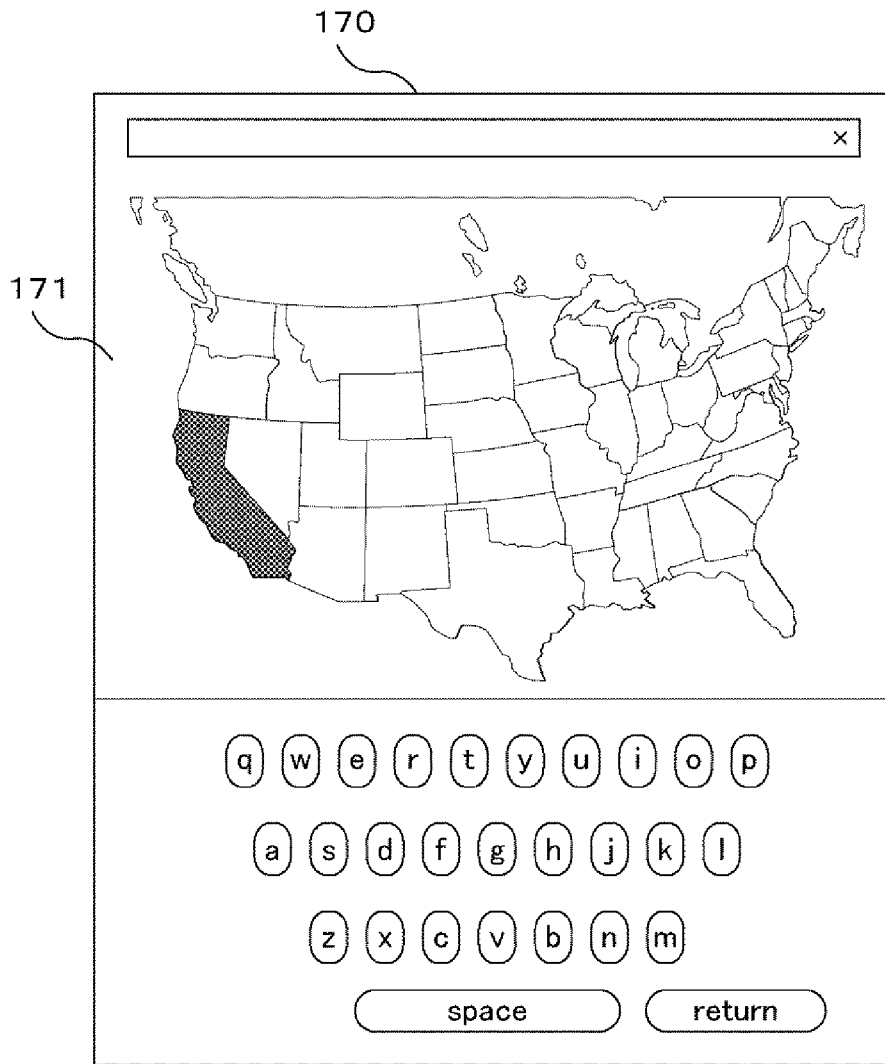 170
×
171
q w e r t y u i o p
a s d f g h j k l
z x c v b n m
space return